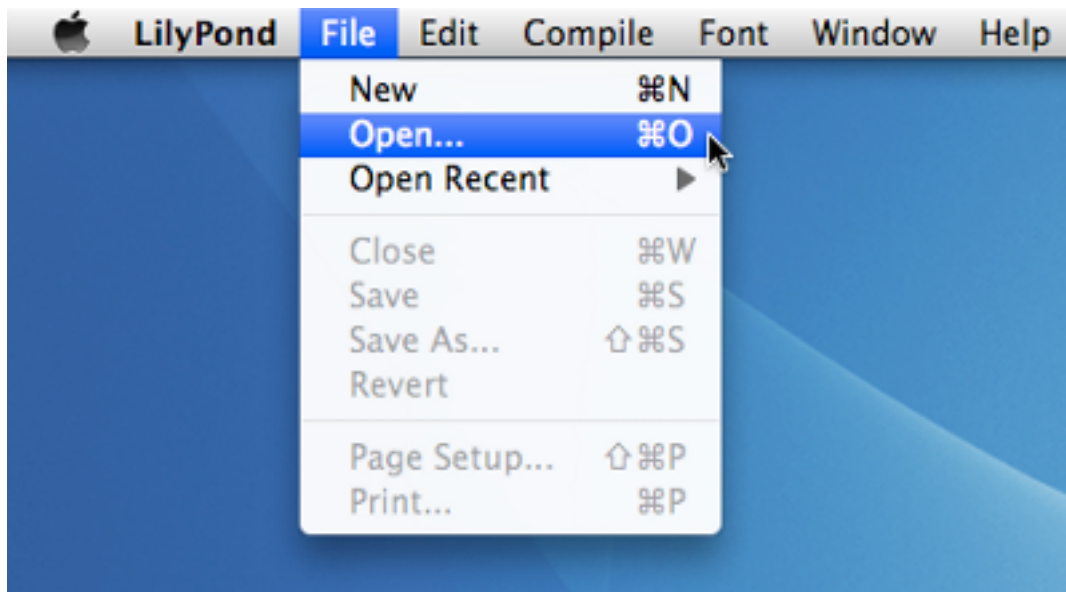 LilyPond File Edit Compile Font Window Help
New ⌘N
Open... ⌘O
Open Recent ▶
Close ⌘W
Save ⌘S
Save As... ⇧⌘S
Revert
Page Setup... ⇧⌘P
Print... ⌘P